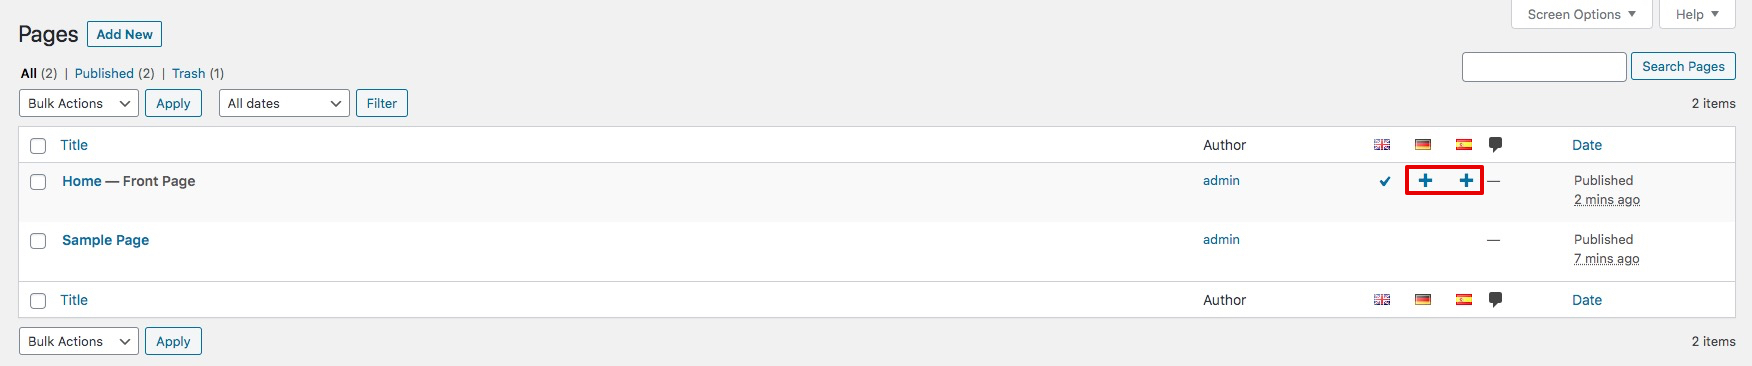 Screen Options Help
Pages Add New
All (2) | Published (2) | Trash (1)
Search Pages
Bulk Actions Apply All dates Filter 2 items
Title Author Date
Home — Front Page admin — Published
2 mins ago
Sample Page admin — Published
7 mins ago
Title Author Date
Bulk Actions Apply 2 items